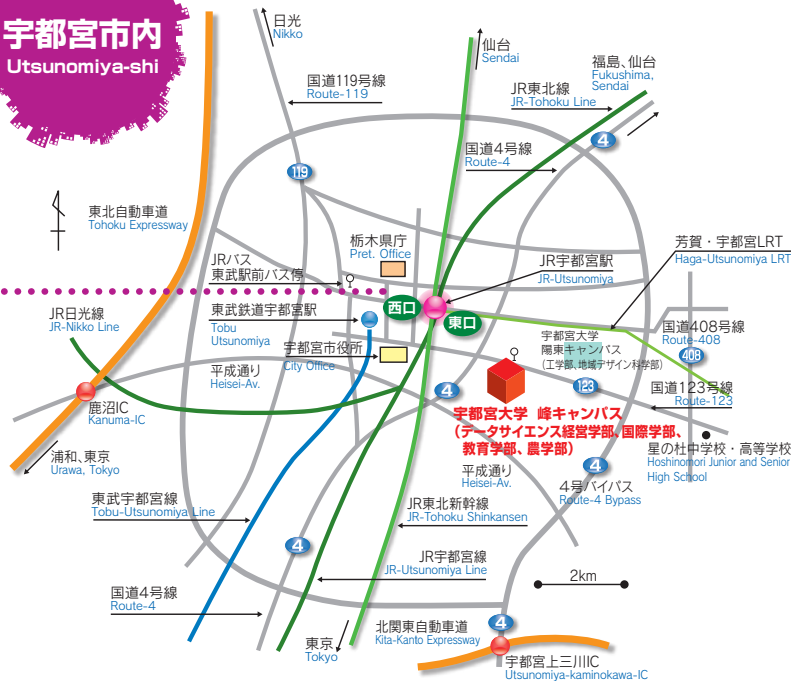 宇都宮市内
Utsunomiya-shi
日光
Nikko
仙台
Sendai
福島、仙台
Fukushima,
Sendai
国道119号線
Route-119
JR東北線
JR-Tohoku Line
4
国道4号線
Route-4
119
東北自動車道
Tohoku Expressway
栃木県庁
Pret. Office
JRバス
東武駅前バス停
JR宇都宮駅
JR-Utsunomiya
芳賀・宇都宮LRT
Haga-Utsunomiya LRT
JR日光線
JR-Nikko Line
東武鉄道宇都宮駅
Tobu
Utsunomiya
西口
東口
宇都宮大学
陽東キャンパス
(工学部、地域デザイン科学部)
国道408号線
Route-408
408
宇都宮市役所
City Office
平成通り
Heisei-Av.
4
123
国道123号線
Route-123
鹿沼IC
Kanuma-IC
宇都宮大学 峰キャンパス
(データサイエンス経営学部、国際学部、
教育学部、農学部)
浦和、東京
Urawa, Tokyo
星の杜中学校・高等学校
Hoshinomori Junior and Senior
High School
平成通り
Heisei-Av.
4
4号バイパス
Route-4 Bypass
東武宇都宮線
Tobu-Utsunomiya Line
JR東北新幹線
JR-Tohoku Shinkansen
4
JR宇都宮線
JR-Utsunomiya Line
2km
国道4号線
Route-4
東京
Tokyo
北関東自動車道
Kita-Kanto Expressway
4
宇都宮上三川IC
Utsunomiya-kaminokawa-IC